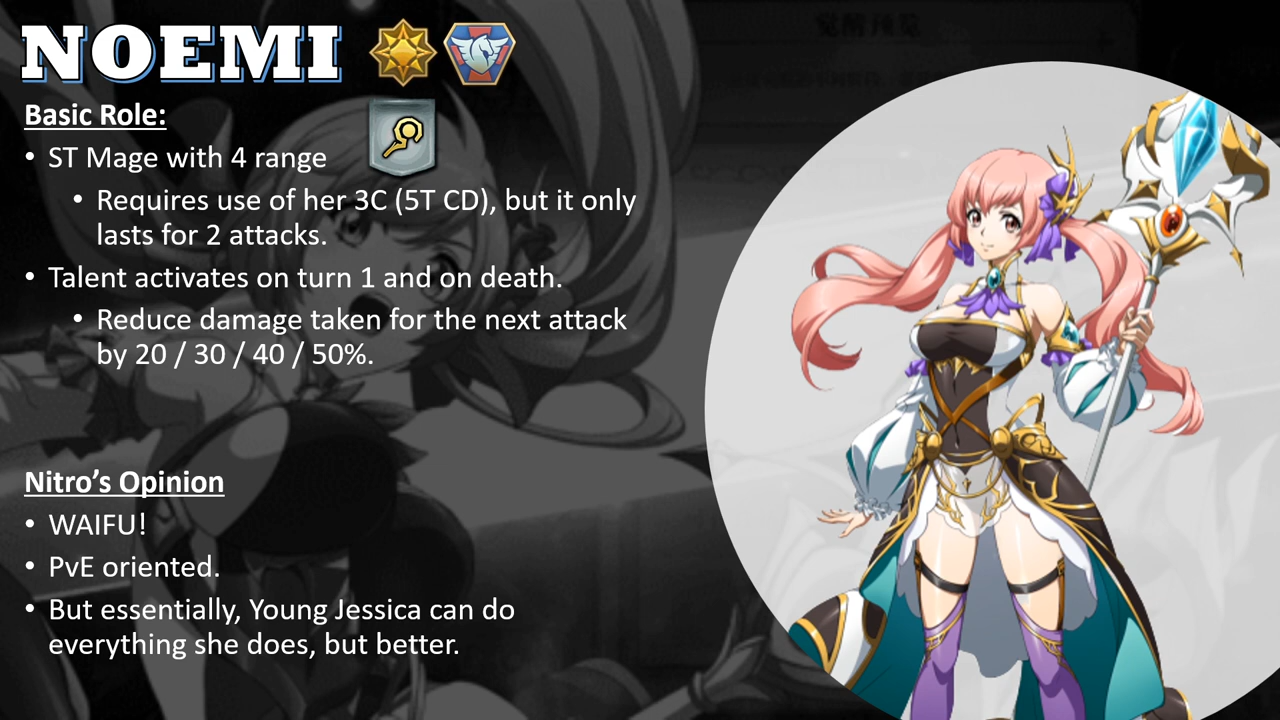 NOEMI
Basic Role:
• ST Mage with 4 range
• Requires use of her 3C (5T CD), but it only
lasts for 2 attacks.
• Talent activates on turn 1 and on death.
• Reduce damage taken for the next attack
by 20 / 30 / 40 / 50%.
Nitro’s Opinion
• WAIFU!
• PvE oriented.
• But essentially, Young Jessica can do
everything she does, but better.